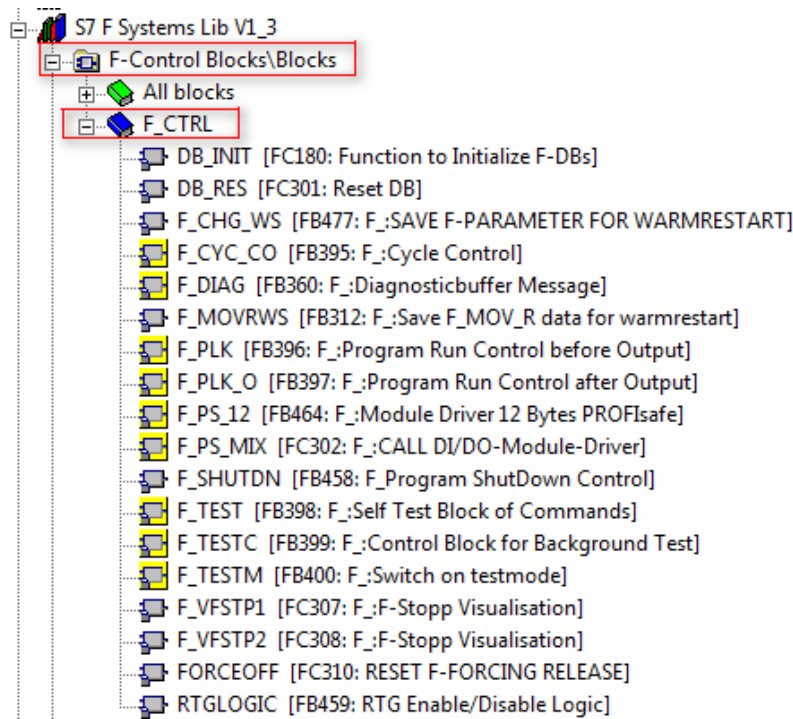 S7 F Systems Lib V1_3
F-Control Blocks\Blocks
All blocks
F_CTRL
DB_INIT [FC180: Function to Initialize F-DBs]
DB_RES [FC301: Reset DB]
F_CHG_WS [FB477: F_:SAVE F-PARAMETER FOR WARMRESTART]
F_CYC_CO [FB395: F_:Cycle Control]
F_DIAG [FB360: F_:Diagnosticbuffer Message]
F_MOVRWS [FB312: F_:Save F_MOV_R data for warmrestart]
F_PLK [FB396: F_:Program Run Control before Output]
F_PLK_O [FB397: F_:Program Run Control after Output]
F_PS_12 [FB464: F_:Module Driver 12 Bytes PROFIsafe]
F_PS_MIX [FC302: F_:CALL DI/DO-Module-Driver]
F_SHUTDN [FB458: F_Program ShutDown Control]
F_TEST [FB398: F_:Self Test Block of Commands]
F_TESTC [FB399: F_:Control Block for Background Test]
F_TESTM [FB400: F_:Switch on testmode]
F_VFSTP1 [FC307: F_:F-Stopp Visualisation]
F_VFSTP2 [FC308: F_:F-Stopp Visualisation]
FORCEOFF [FC310: RESET F-FORCING RELEASE]
RTGLOGIC [FB459: RTG Enable/Disable Logic]